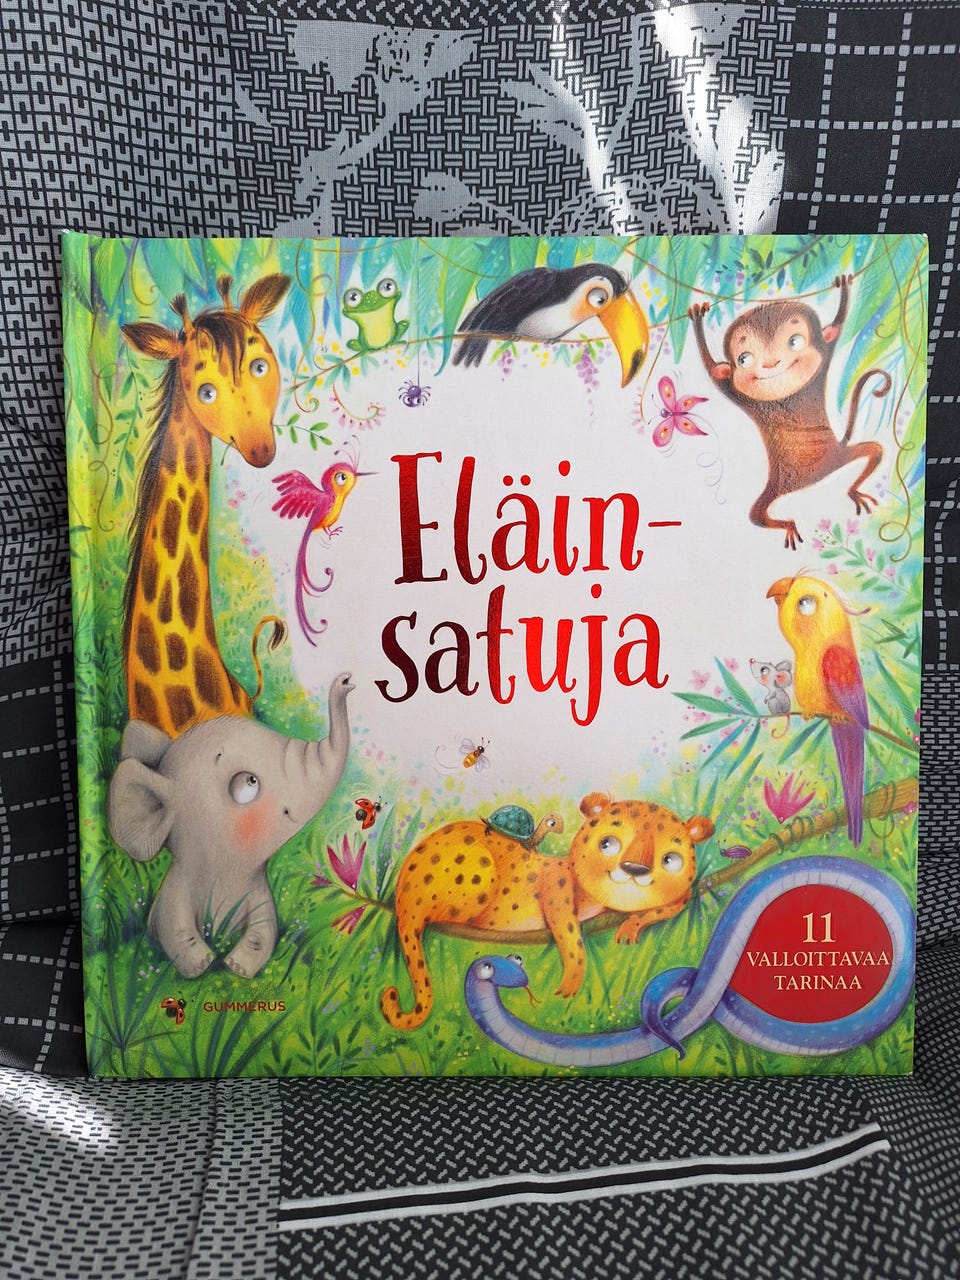 Eläin-
satuja
11
VALLOITTAVAA
TARINAA
GUMMERUS